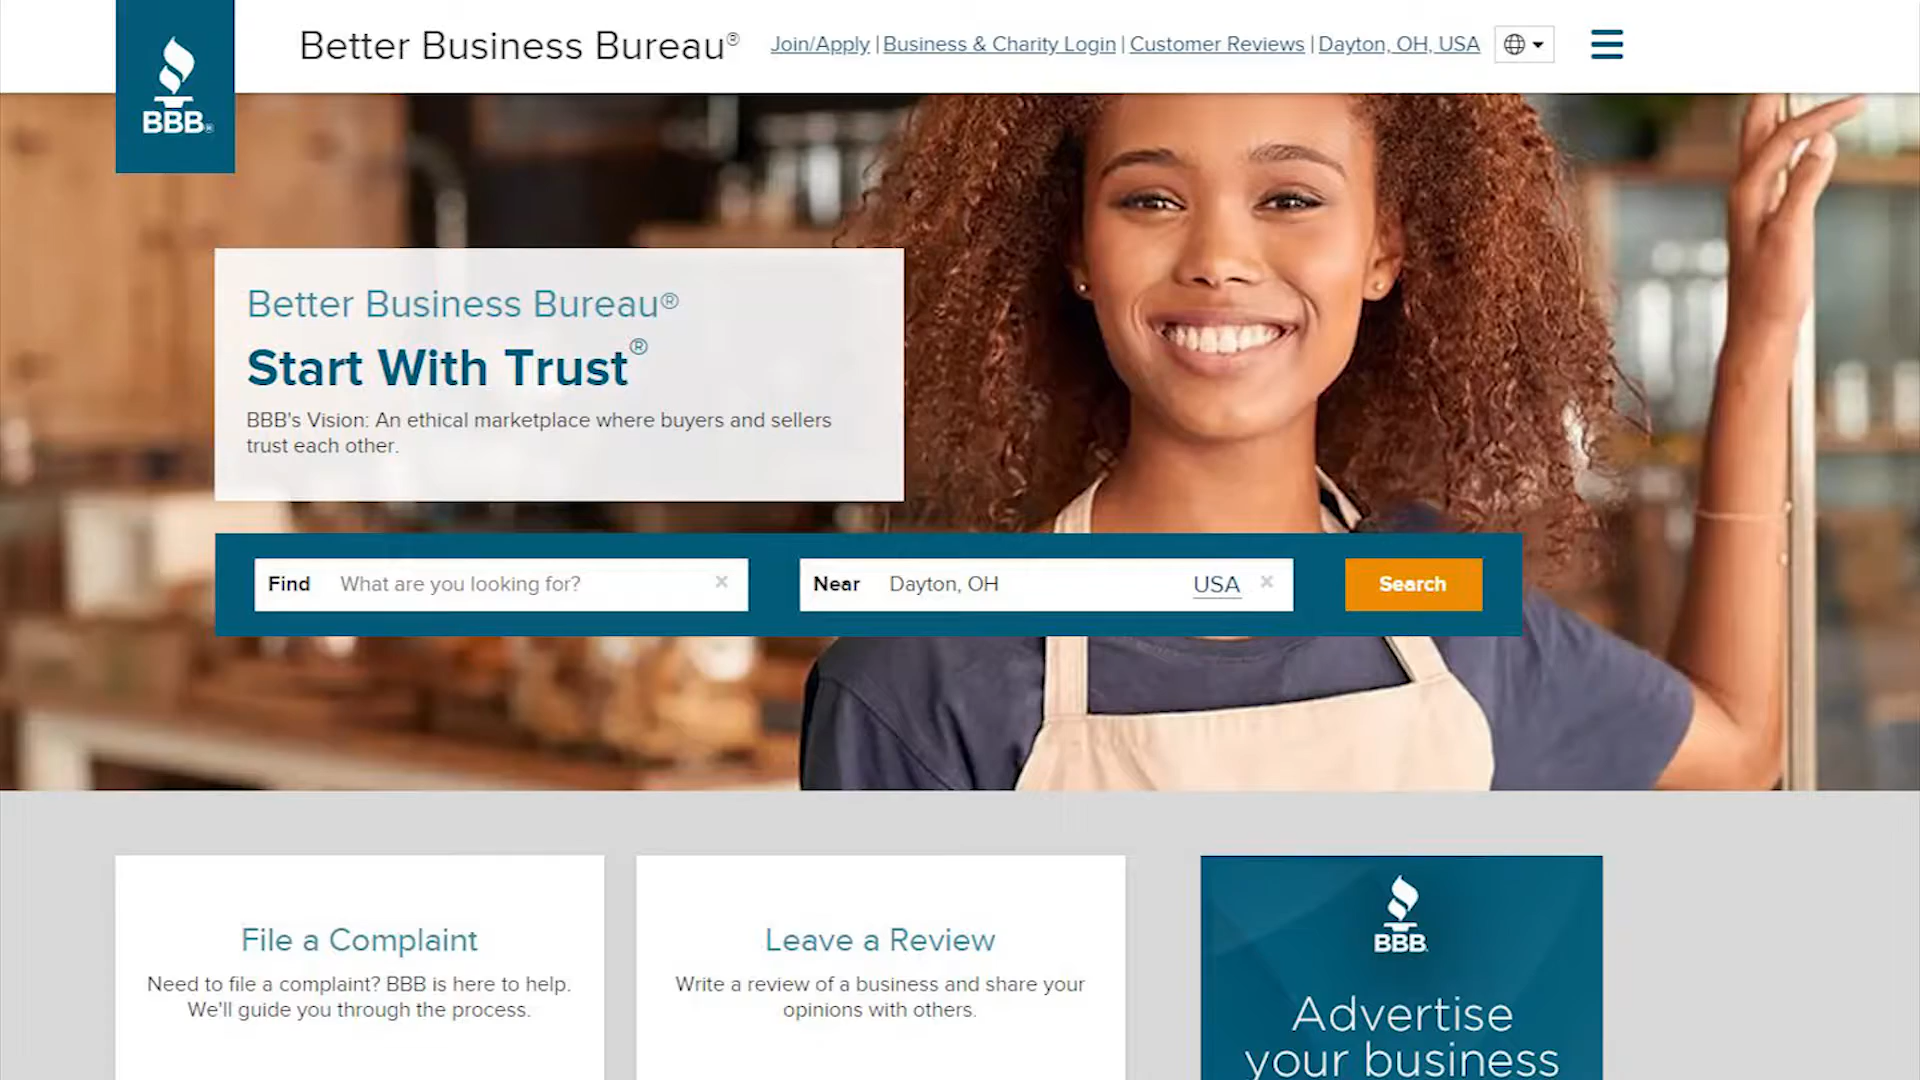 Better Business Bureau®
Join/Apply | Business & Charity Login | Customer Reviews | Dayton, OH, USA
BBB®
Better Business Bureau®
Start With Trust®
BBB's Vision: An ethical marketplace where buyers and sellers
trust each other.
Find What are you looking for? ×
Near Dayton, OH USA ×
Search
File a Complaint
Need to file a complaint? BBB is here to help.
We'll guide you through the process.
Leave a Review
Write a review of a business and share your
opinions with others.
BBB
Advertise
your business